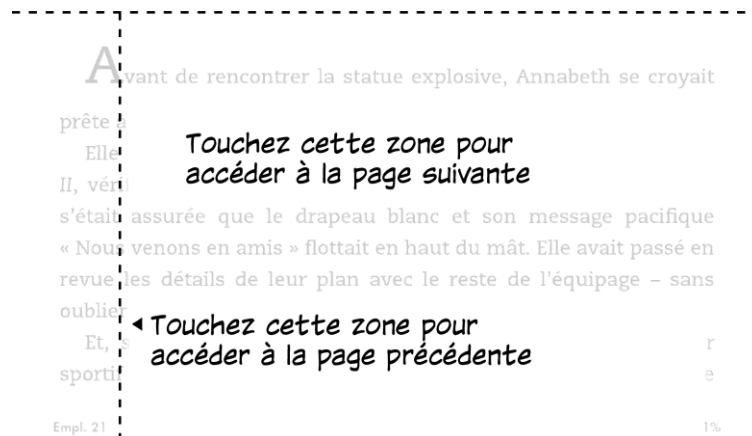 Avant de rencontrer la statue explosive, Annabeth se croyait
prête à
Elle
Touchez cette zone pour
II, véri
accéder à la page suivante
s'était assurée que le drapeau blanc et son message pacifique
« Nous venons en amis » flottait en haut du mât. Elle avait passé en
revue les détails de leur plan avec le reste de l'équipage – sans
oublier
Touchez cette zone pour
Et, s
r
accéder à la page précédente
sportif
e
Empl. 21
1%